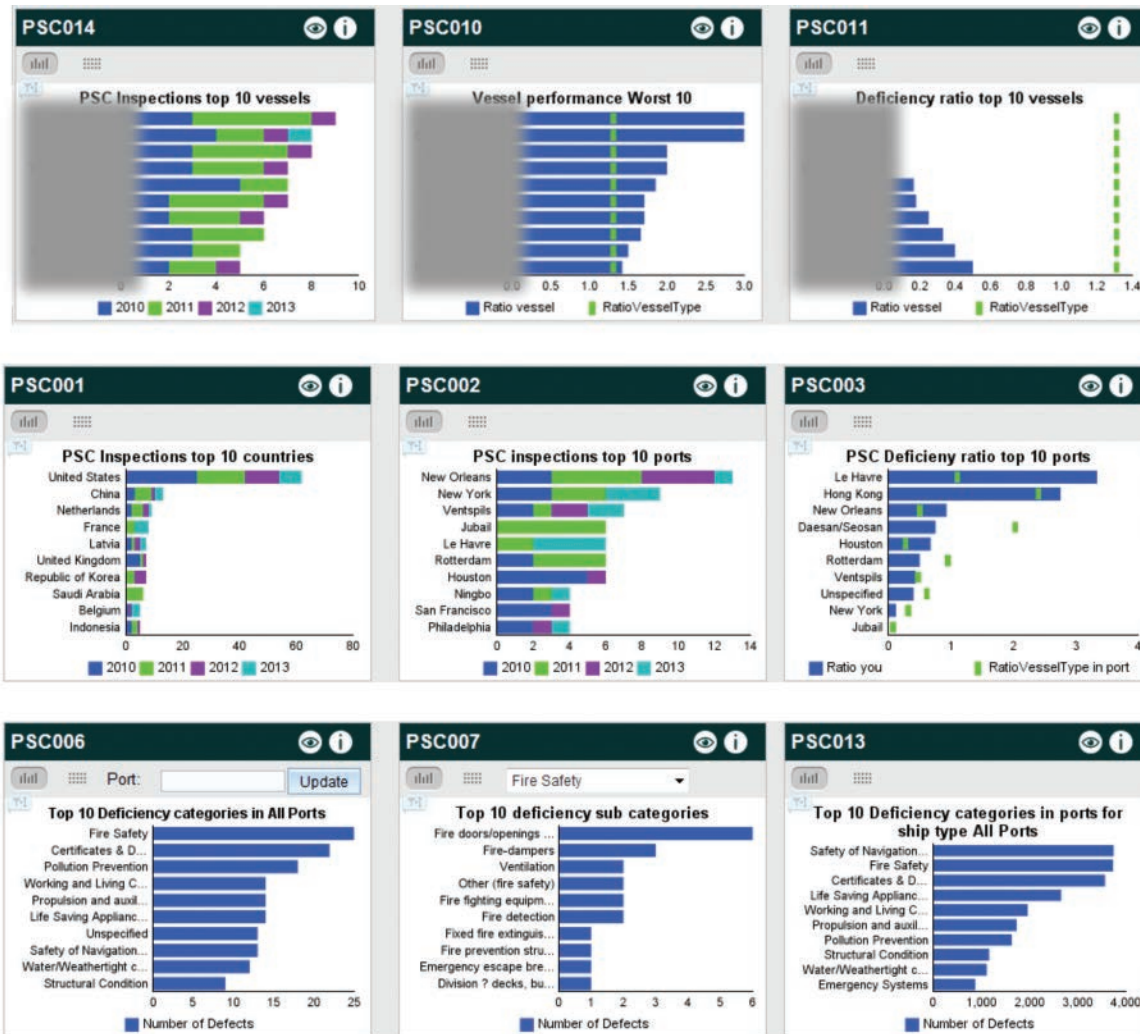 PSC014
PSC Inspections top 10 vessels
0 2 4 6 8 10
2010 2011 2012 2013
PSC010
Vessel performance Worst 10
0.0 0.5 1.0 1.5 2.0 2.5 3.0
Ratio vessel RatioVesselType
PSC011
Deficiency ratio top 10 vessels
0.0 0.2 0.4 0.6 0.8 1.0 1.2 1.4
Ratio vessel RatioVesselType
PSC001
PSC Inspections top 10 countries
United States
China
Netherlands
France
Latvia
United Kingdom
Republic of Korea
Saudi Arabia
Belgium
Indonesia
0 20 40 60 80
2010 2011 2012 2013
PSC002
PSC inspections top 10 ports
New Orleans
New York
Ventspils
Jubail
Le Havre
Rotterdam
Houston
Ningbo
San Francisco
Philadelphia
0 2 4 6 8 10 12 14
2010 2011 2012 2013
PSC003
PSC Deficieny ratio top 10 ports
Le Havre
Hong Kong
New Orleans
Daesan/Seosan
Houston
Rotterdam
Ventspils
Unspecified
New York
Jubail
0 1 2 3 4
Ratio you RatioVesselType in port
PSC006
Port: Update
Top 10 Deficiency categories in All Ports
Fire Safety
Certificates & D...
Pollution Prevention
Working and Living C...
Propulsion and auxil...
Life Saving Applianc...
Unspecified
Safety of Navigation...
Water/Weathertight c...
Structural Condition
0 5 10 15 20 25
Number of Defects
PSC007
Fire Safety
Top 10 deficiency sub categories
Fire doors/openings ...
Fire-dampers
Ventilation
Other (fire safety)
Fire fighting equipm...
Fire detection
Fixed fire extinguis...
Fire prevention stru...
Emergency escape bre...
Division ? decks, bu...
0 1 2 3 4 5 6
Number of Defects
PSC013
Top 10 Deficiency categories in ports for
ship type All Ports
Safety of Navigation...
Fire Safety
Certificates & D...
Life Saving Applianc...
Working and Living C...
Propulsion and auxil...
Pollution Prevention
Structural Condition
Water/Weathertight c...
Emergency Systems
0 1,000 2,000 3,000 4,000
Number of Defects